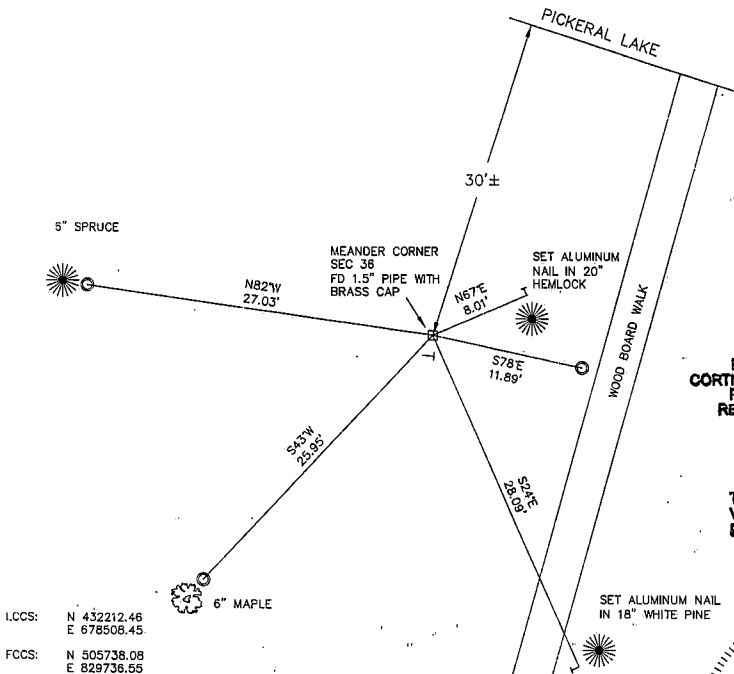 PICKERAL LAKE
30'±
5" SPRUCE
MEANDER CORNER
SEC 36
FD 1.5" PIPE WITH
BRASS CAP
SET ALUMINUM
NAIL IN 20"
HEMLOCK
N82°W
27.03'
N67°E
8.01'
S78°E
11.89'
WOOD BOARD WALK
S43°W
25.95'
S24°E
28.09'
6" MAPLE
SET ALUMINUM NAIL
IN 18" WHITE PINE
LCCS: N 432212.46
E 678508.45
FCCS: N 505738.08
E 829736.55